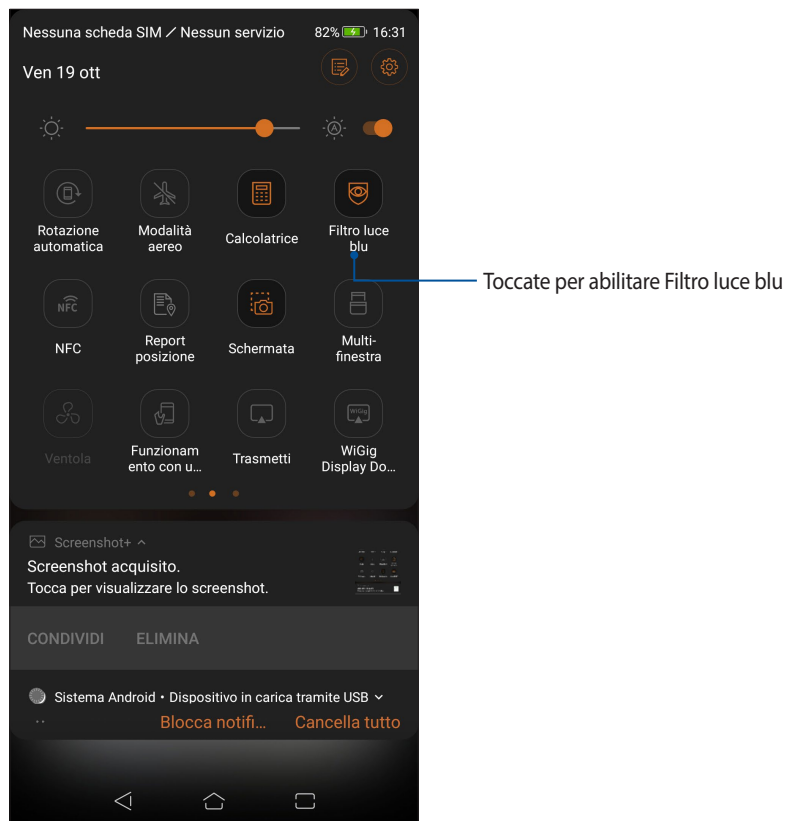 Nessuna scheda SIM / Nessun servizio 82% 16:31
Ven 19 ott
A
Rotazione automatica
Modalità aereo
Calcolatrice
Filtro luce blu
Toccate per abilitare Filtro luce blu
NFC
NFC
Report posizione
Schermata
Multi-finestra
WiGig
Ventola
Funzionam
ento con u...
Trasmetti
WiGig
Display Do...
Screenshot+
Screenshot acquisito.
Tocca per visualizzare lo screenshot.
CONDIVIDI ELIMINA
Sistema Android • Dispositivo in carica tramite USB
Blocca notifi... Cancella tutto